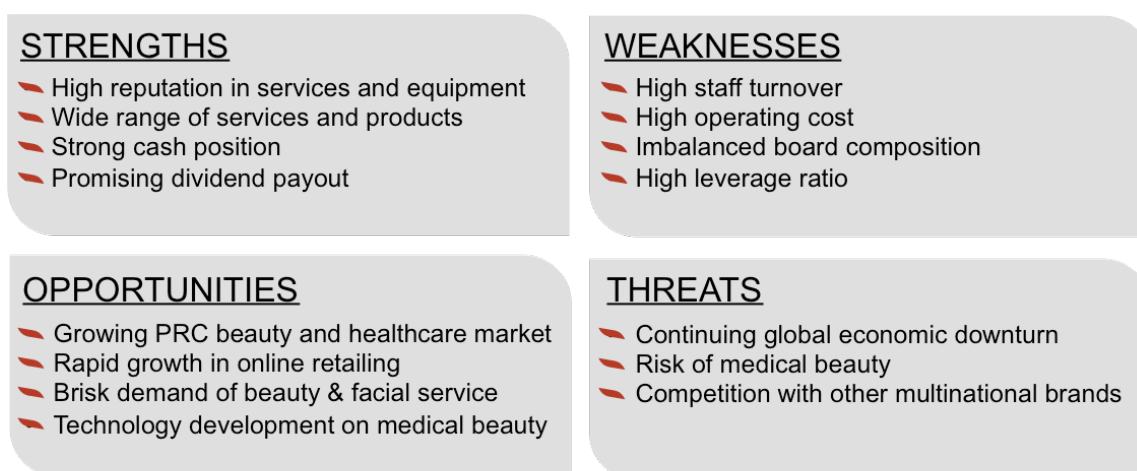 STRENGTHS
High reputation in services and equipment
Wide range of services and products
Strong cash position
Promising dividend payout
WEAKNESSES
High staff turnover
High operating cost
Imbalanced board composition
High leverage ratio
OPPORTUNITIES
Growing PRC beauty and healthcare market
Rapid growth in online retailing
Brisk demand of beauty & facial service
Technology development on medical beauty
THREATS
Continuing global economic downturn
Risk of medical beauty
Competition with other multinational brands